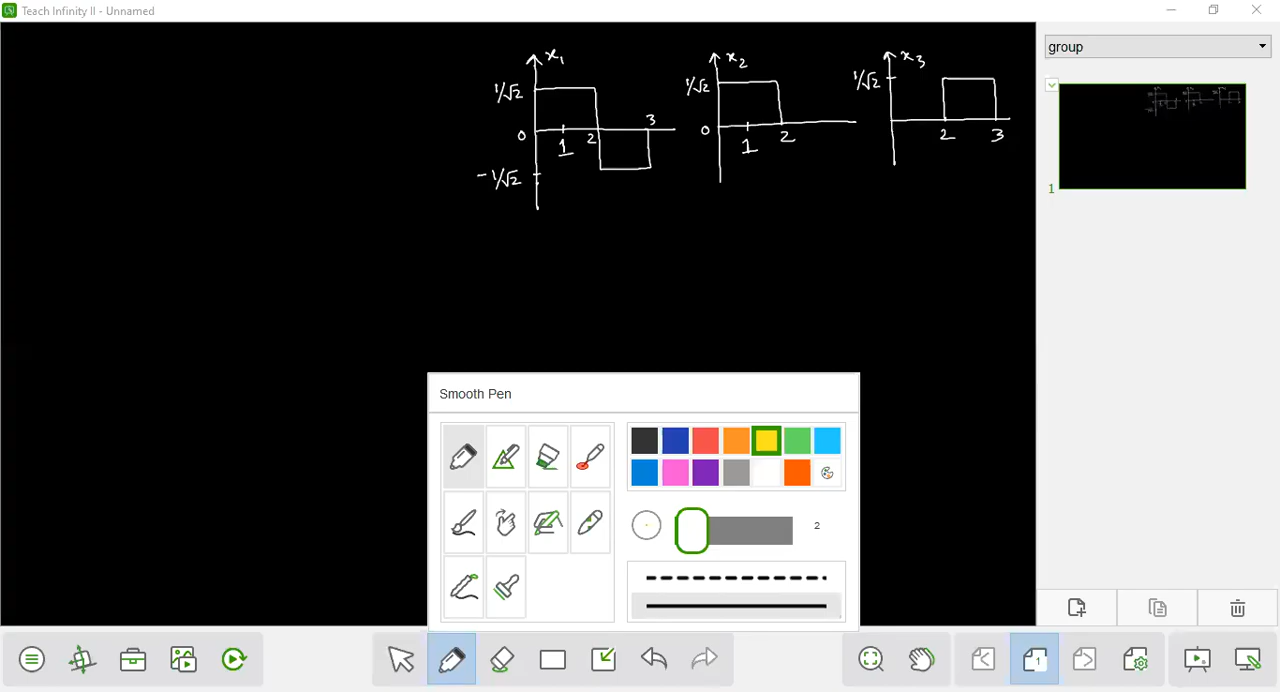 Teach Infinity II - Unnamed
group
x₁
1/√2
0
1
2
3
-1/√2
x₂
1/√2
0
1
2
x₃
1/√2
2
3
1
Smooth Pen
2
1